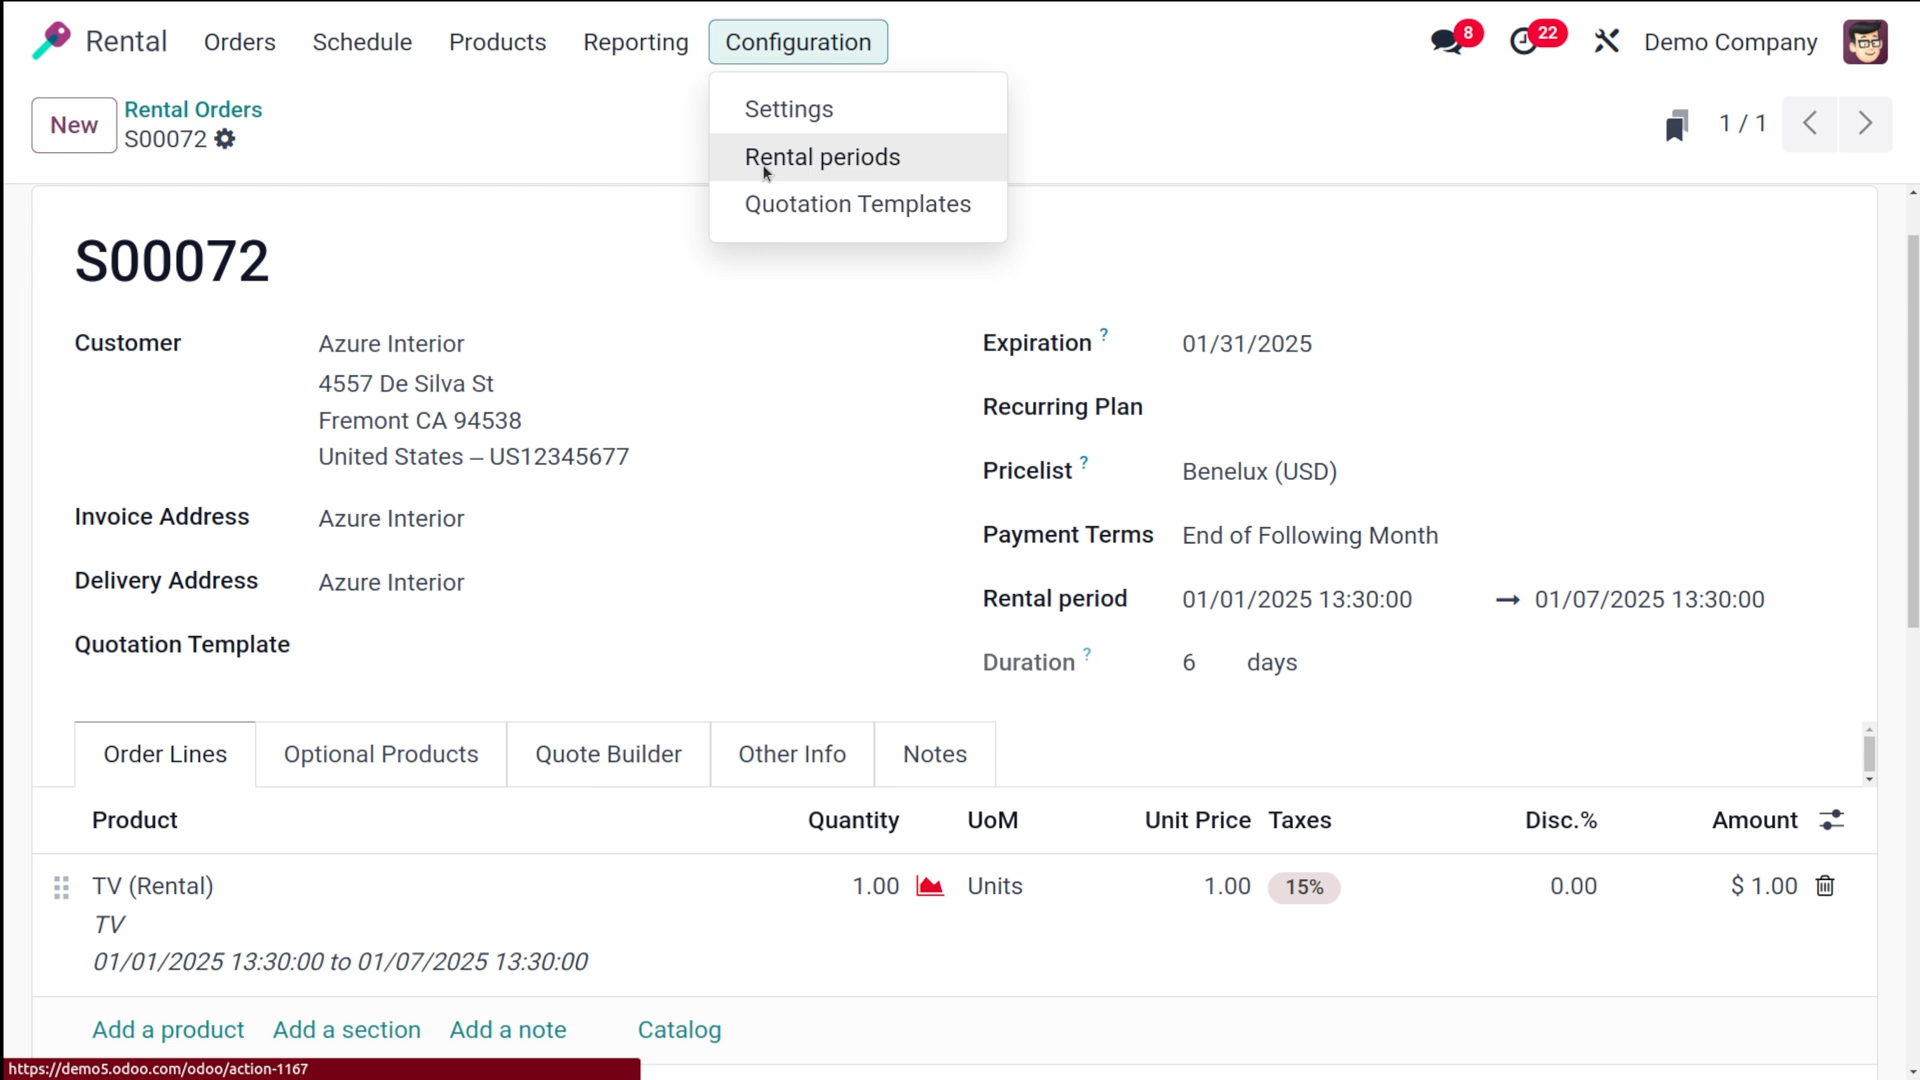 Rental
Orders
Schedule
Products
Reporting
Configuration
8
22
Demo Company
Settings
Rental periods
Quotation Templates
New
Rental Orders
S00072
1 / 1
S00072
Customer
Azure Interior
4557 De Silva St
Fremont CA 94538
United States – US12345677
Invoice Address
Azure Interior
Delivery Address
Azure Interior
Quotation Template
Expiration ?
01/31/2025
Recurring Plan
Pricelist ?
Benelux (USD)
Payment Terms
End of Following Month
Rental period
01/01/2025 13:30:00 → 01/07/2025 13:30:00
Duration ?
6 days
Order Lines
Optional Products
Quote Builder
Other Info
Notes
Product
Quantity
UoM
Unit Price
Taxes
Disc.%
Amount
TV (Rental)
1.00
Units
1.00
15%
0.00
$ 1.00
TV
01/01/2025 13:30:00 to 01/07/2025 13:30:00
Add a product
Add a section
Add a note
Catalog
https://demo5.odoo.com/odoo/action-1167